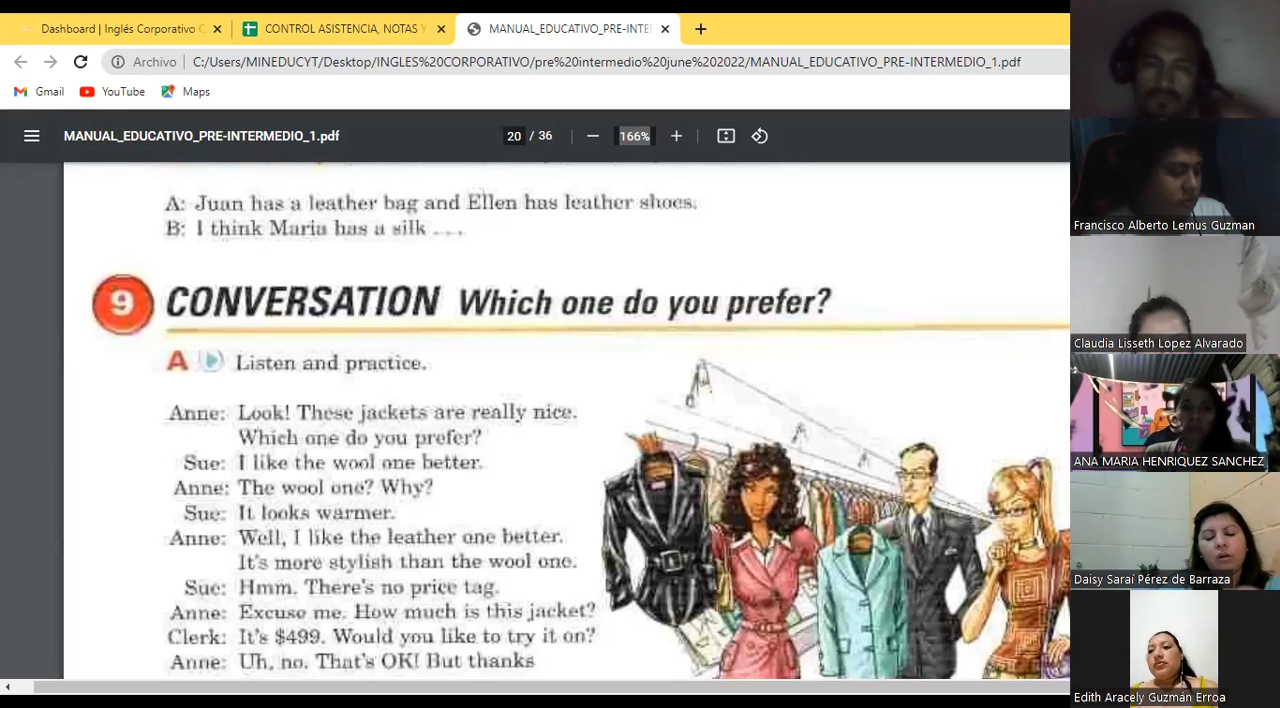 Dashboard | Inglés Corporativo C
CONTROL ASISTENCIA, NOTAS Y
MANUAL_EDUCATIVO_PRE-INTE
Archivo
C:/Users/MINEDUCYT/Desktop/INGLES%20CORPORATIVO/pre%20intermedio%20june%202022/MANUAL_EDUCATIVO_PRE-INTERMEDIO_1.pdf
Gmail
YouTube
Maps
MANUAL_EDUCATIVO_PRE-INTERMEDIO_1.pdf
20 / 36
166%
A: Juan has a leather bag and Ellen has leather shoes.
B: I think Maria has a silk . . .
9 CONVERSATION Which one do you prefer?
A Listen and practice.
Anne: Look! These jackets are really nice.
Which one do you prefer?
Sue: I like the wool one better.
Anne: The wool one? Why?
Sue: It looks warmer.
Anne: Well, I like the leather one better.
It's more stylish than the wool one.
Sue: Hmm. There's no price tag.
Anne: Excuse me. How much is this jacket?
Clerk: It's $499. Would you like to try it on?
Anne: Uh, no. That's OK! But thanks
Francisco Alberto Lemus Guzman
Claudia Lisseth Lopez Alvarado
ANA MARIA HENRIQUEZ SANCHEZ
Daisy Saraí Pérez de Barraza
Edith Aracely Guzmán Erroa